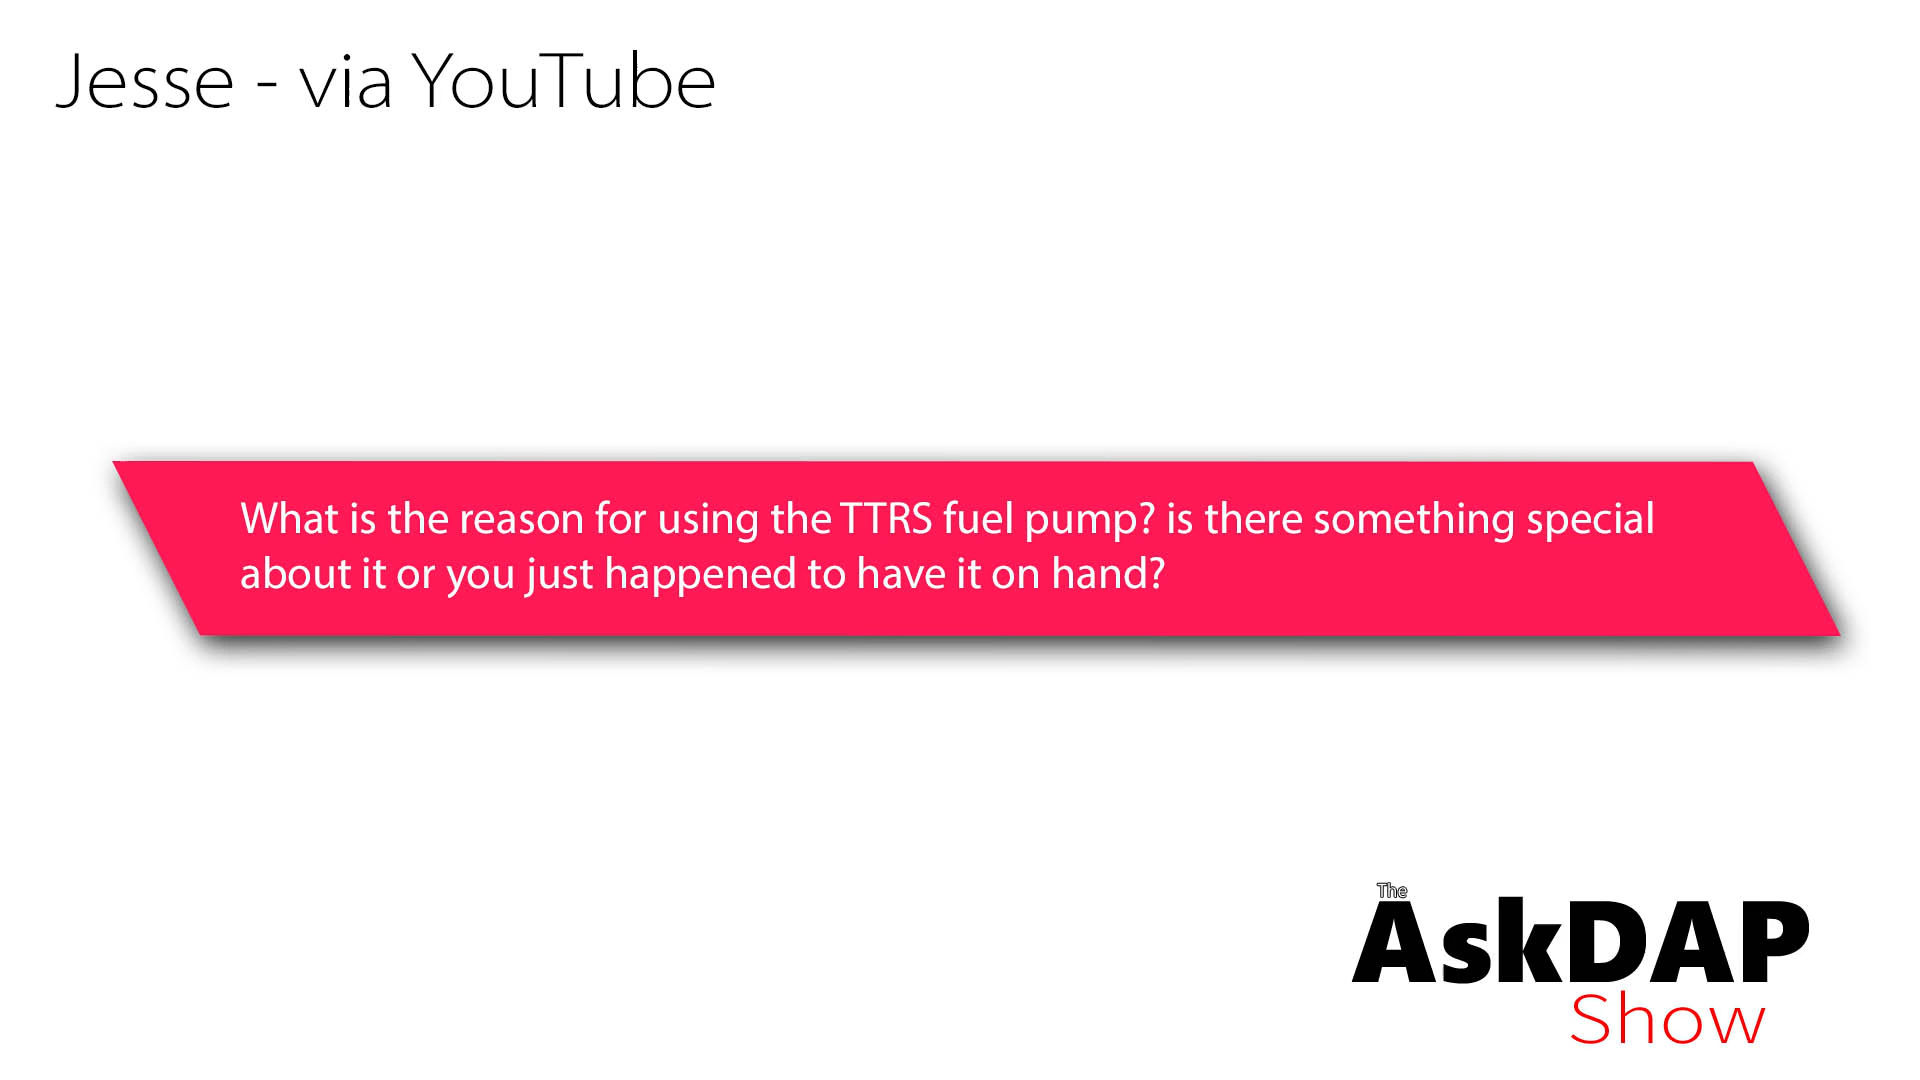 Jesse - via YouTube
What is the reason for using the TTRS fuel pump? is there something special
about it or you just happened to have it on hand?
The
AskDAP
Show